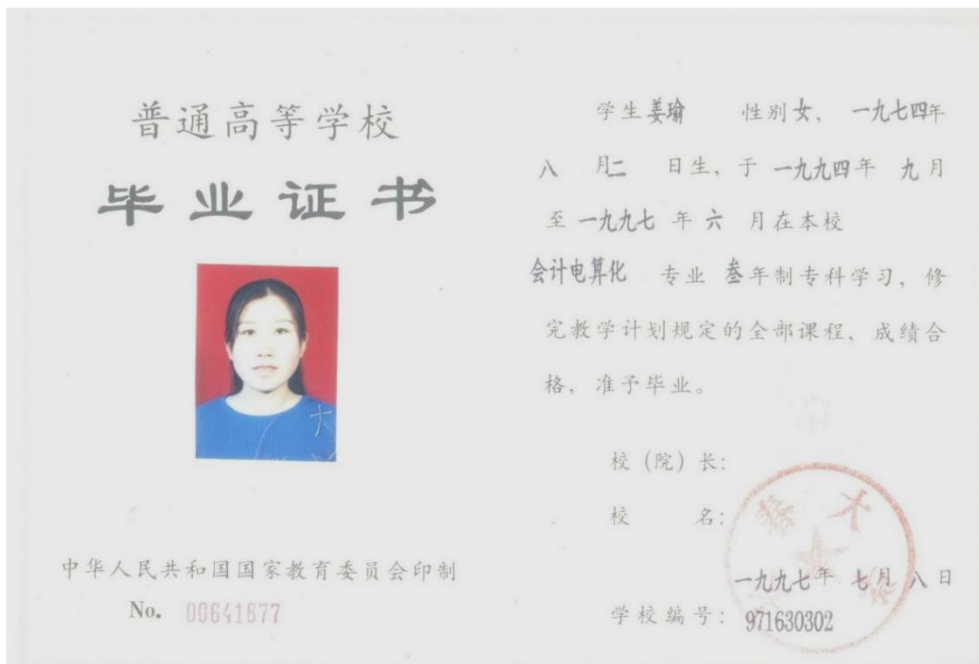 普通高等学校
毕业证书
中华人民共和国国家教育委员会印制
No. 00641877
学生姜瑜 性别女，一九七四年
八 月二 日生，于 一九九四年 九月
至 一九九七 年 六 月在本校
会计电算化 专业 叁年制专科学习，修
完教学计划规定的全部课程，成绩合
格，准予毕业。
校（院）长：
校 名：
一九九七年 七月 八日
学校编号：971630302